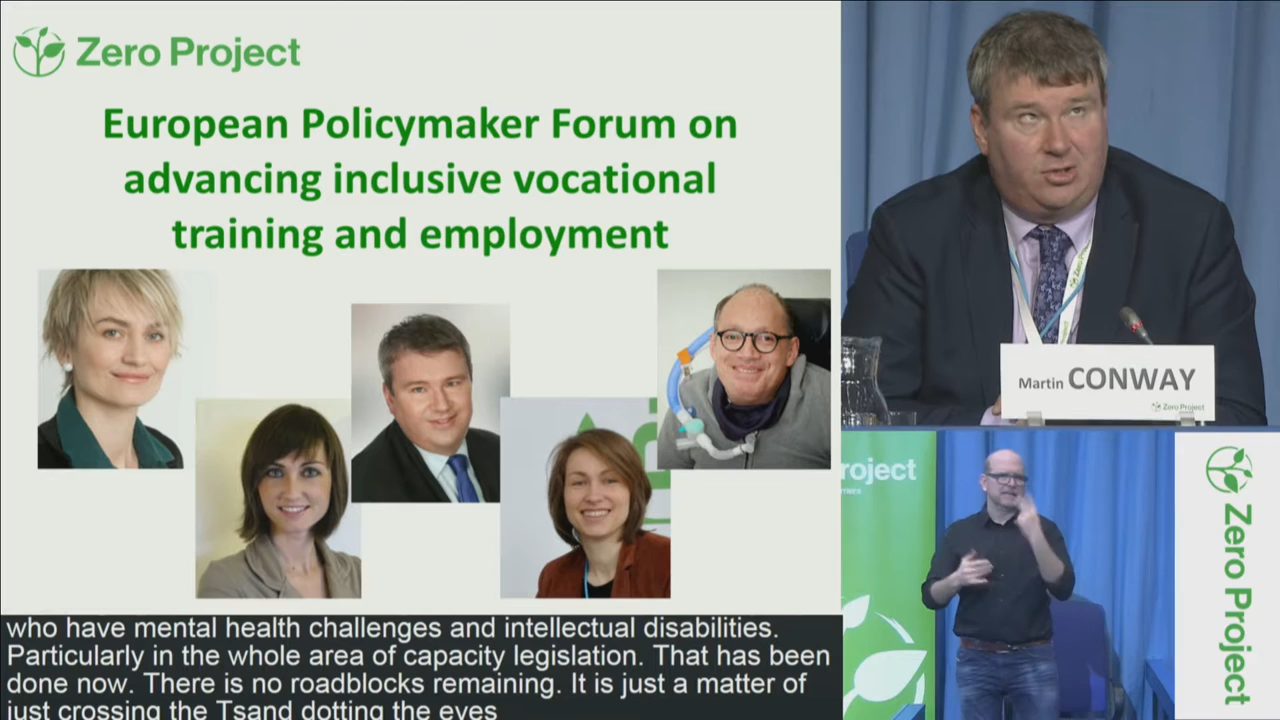 Zero Project
European Policymaker Forum on
advancing inclusive vocational
training and employment
Martin CONWAY
Zero Project
Zero Project
roject
Zero Project
who have mental health challenges and intellectual disabilities.
Particularly in the whole area of capacity legislation. That has been
done now. There is no roadblocks remaining. It is just a matter of
just crossing the Tsand dotting the eyes